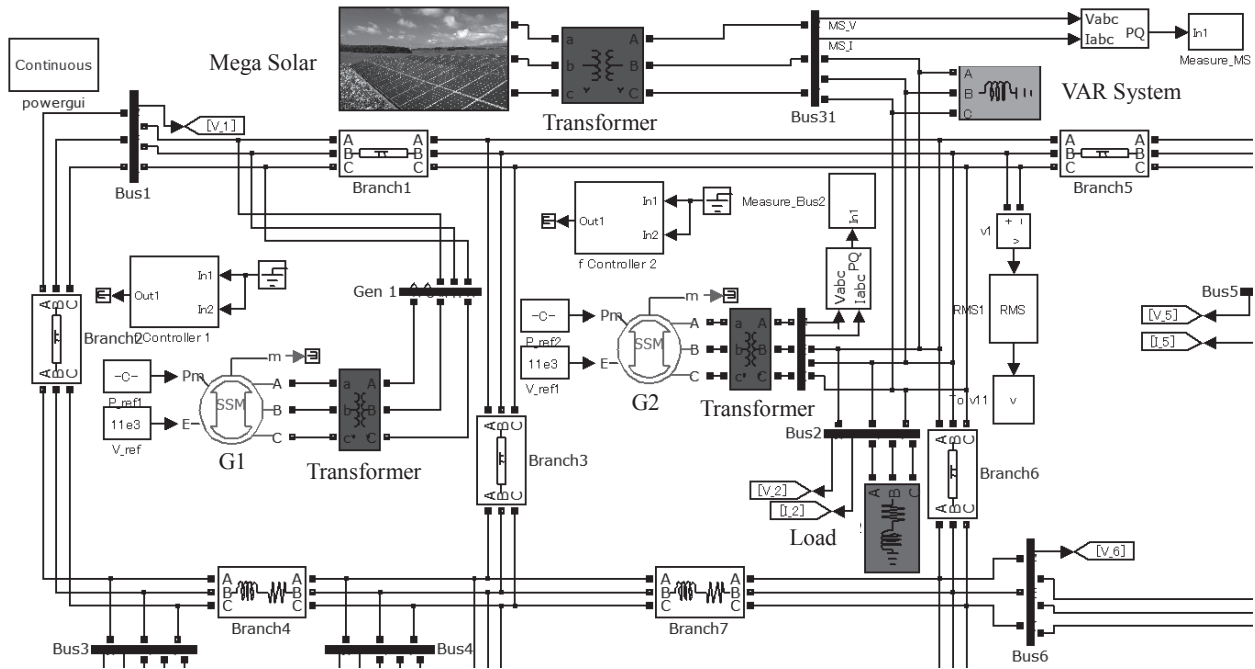 Continuous
powergui
Mega Solar
a A
b B
c C
Transformer
MS_V
MS_I
Bus31
Vabc
Iabc
PQ
In1
Measure_MS
A
B
C
VAR System
[V_1]
Bus1
A A
B B
C C
Branch1
A A
B B
C C
Branch5
In1
In2
Out1
f Controller 2
Measure_Bus2
In1
Vabc
Iabc
PQ
v1
+ -
v
RMS
RMS1
v
To v11
Bus5
[V_5]
[I_5]
In1
In2
Out1
Controller 1
Gen 1
A B C
A B C
Branch2
-C-
P_ref1
11e3
V_ref
Pm
E
SSM
m
A
B
C
G1
a A
b B
c C
Transformer
-C-
P_ref2
11e3
V_ref1
Pm
E
SSM
m
A
B
C
G2
a A
b B
c C
Transformer
A B C
A B C
Branch3
Bus2
[V_2]
[I_2]
A B C
Load
A B C
A B C
Branch6
[V_6]
Bus6
A A
B B
C C
Branch4
A A
B B
C C
Branch7
Bus3
Bus4